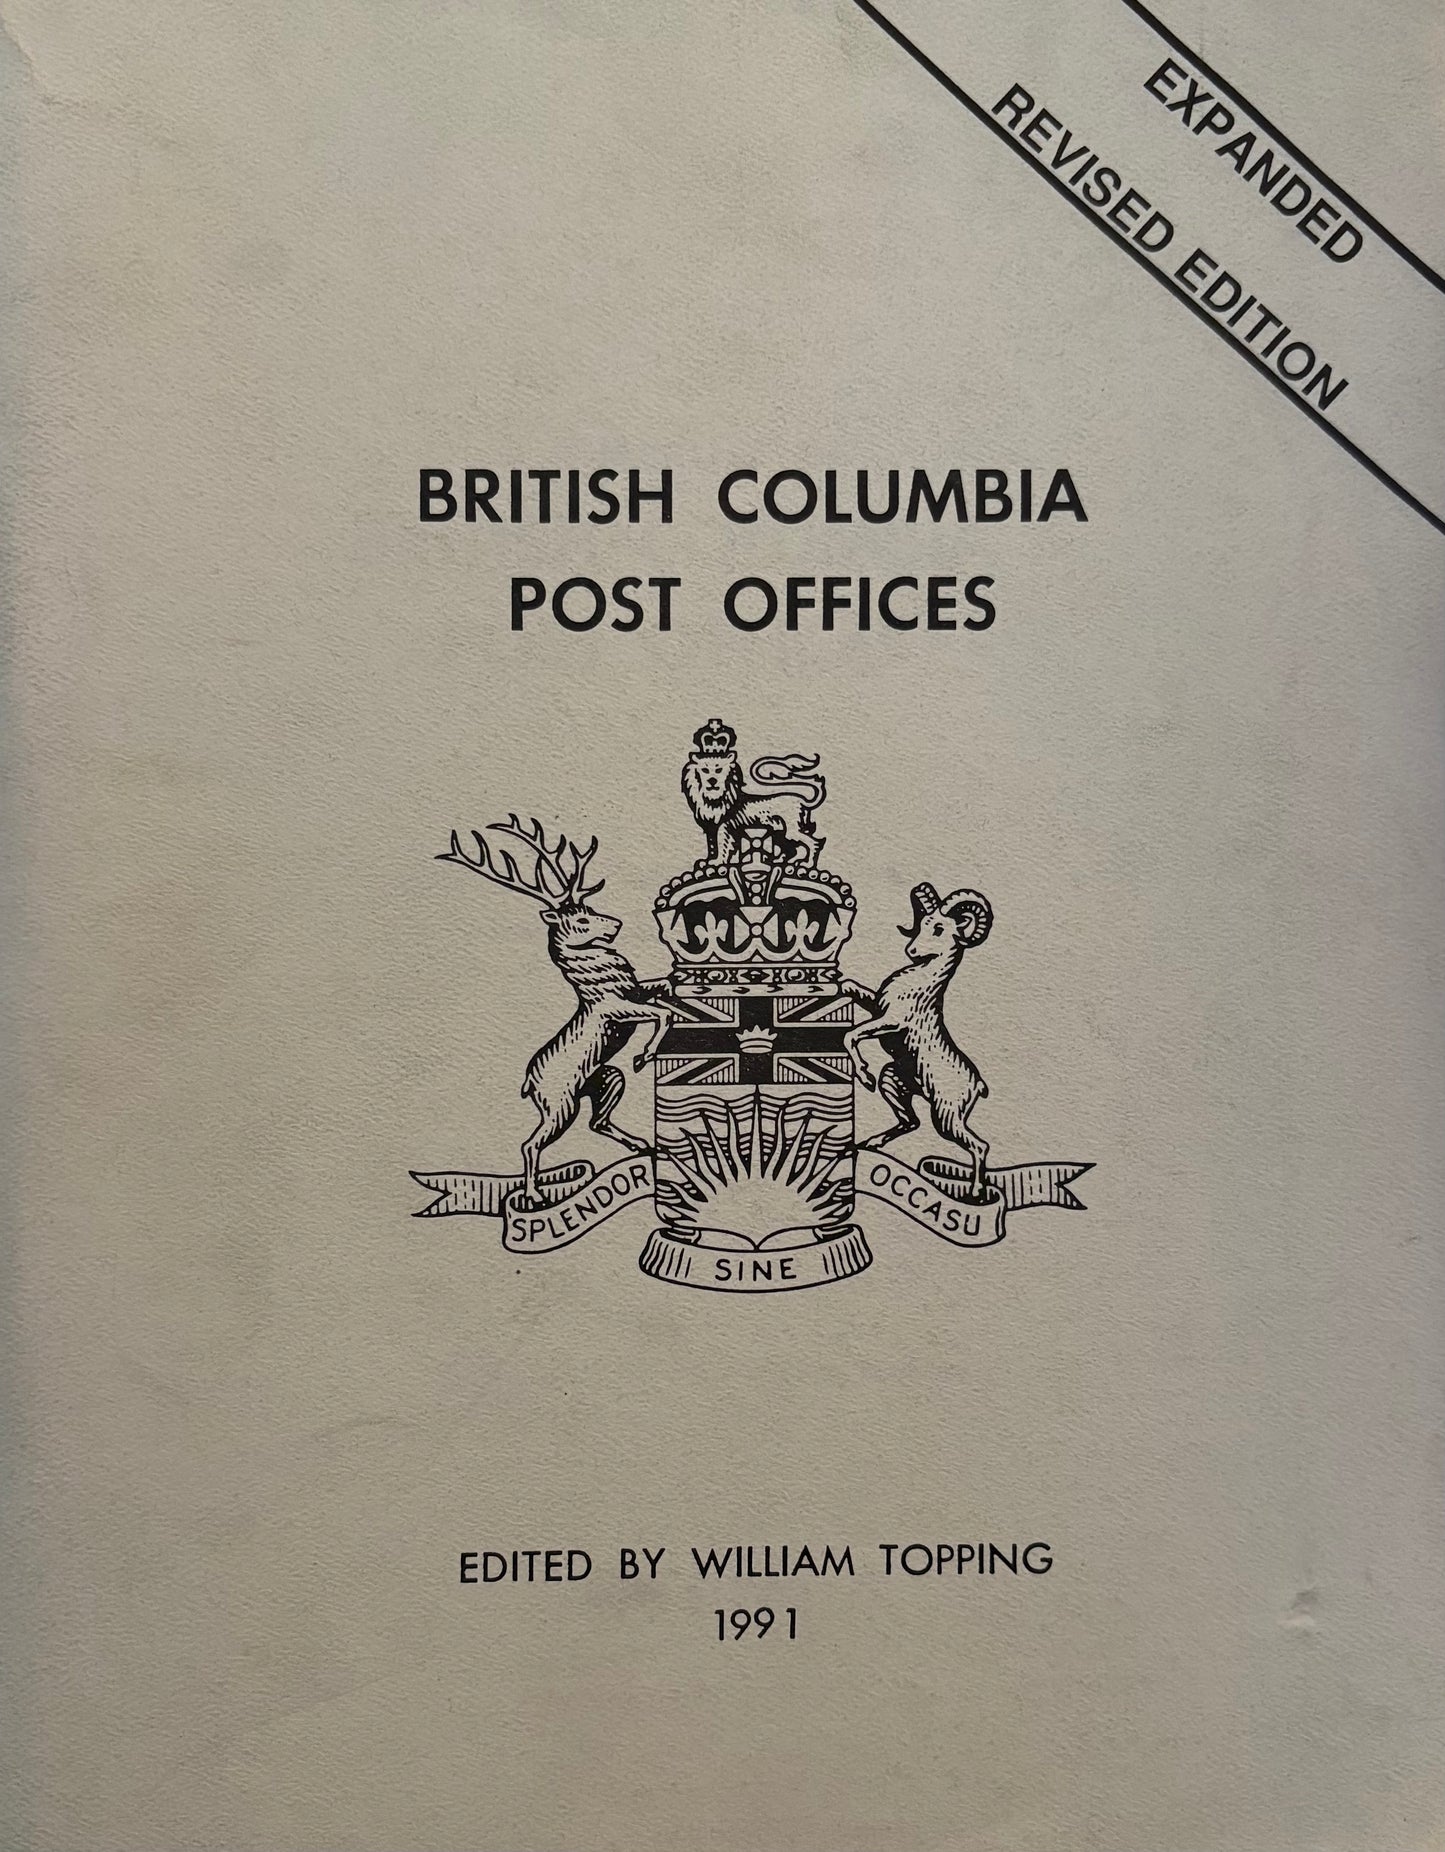 EXPANDED
REVISED EDITION
BRITISH COLUMBIA
POST OFFICES
SPLENDOR
SINE
OCCASU
EDITED BY WILLIAM TOPPING
1991